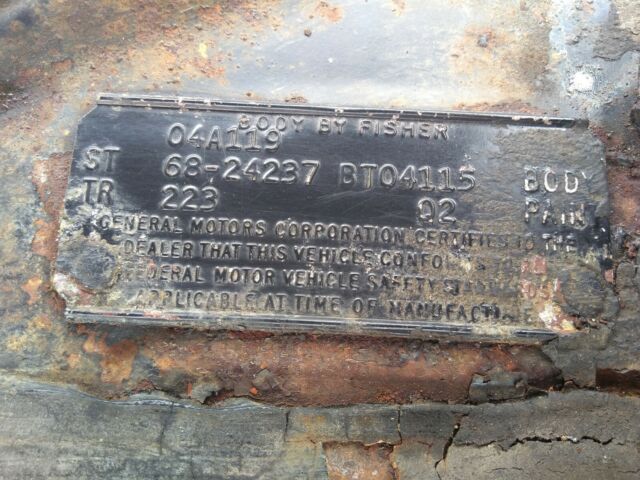 BODY BY FISHER
04A119
ST 68-24237 BT04115 BODY
TR 223 Q2 PAIN
GENERAL MOTORS CORPORATION CERTIFIES TO THE
DEALER THAT THIS VEHICLE CONFO
FEDERAL MOTOR VEHICLE SAFETY
APPLICABLE AT TIME OF MANUFACT E